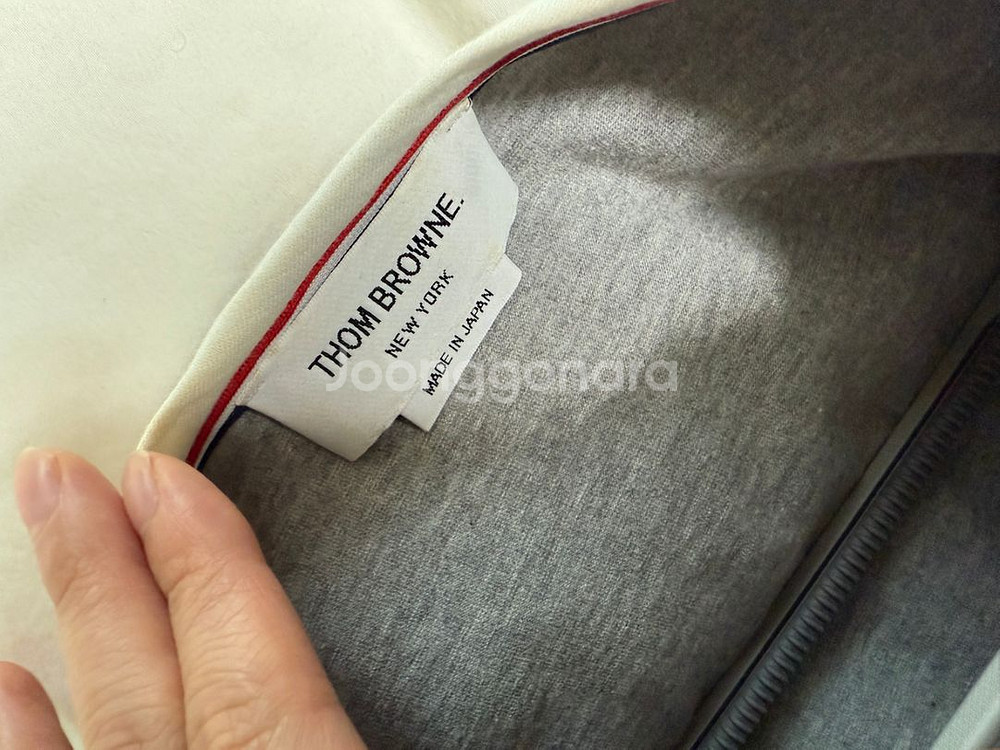 THOM BROWNE.
NEW YORK
MADE IN JAPAN
Joonggonara